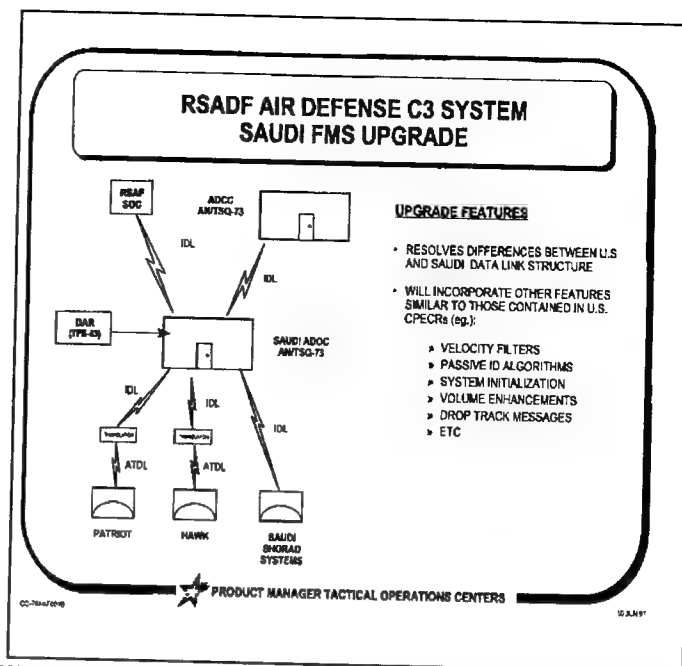 RSADF AIR DEFENSE C3 SYSTEM
SAUDI FMS UPGRADE
RSAF
SOC
ADCC
AN/TSQ-73
IDL
IDL
DAR
SAUDI ADOC
AN/TSQ-73
IDL
IDL
IDL
ATDL
ATDL
PATRIOT
HAWK
SAUDI
SHORAD
SYSTEMS
UPGRADE FEATURES
• RESOLVES DIFFERENCES BETWEEN U.S
AND SAUDI DATA LINK STRUCTURE
• WILL INCORPORATE OTHER FEATURES
SIMILAR TO THOSE CONTAINED IN U.S.
CPECRs (eg.):
» VELOCITY FILTERS
» PASSIVE ID ALGORITHMS
» SYSTEM INITIALIZATION
» VOLUME ENHANCEMENTS
» DROP TRACK MESSAGES
» ETC
PRODUCT MANAGER TACTICAL OPERATIONS CENTERS